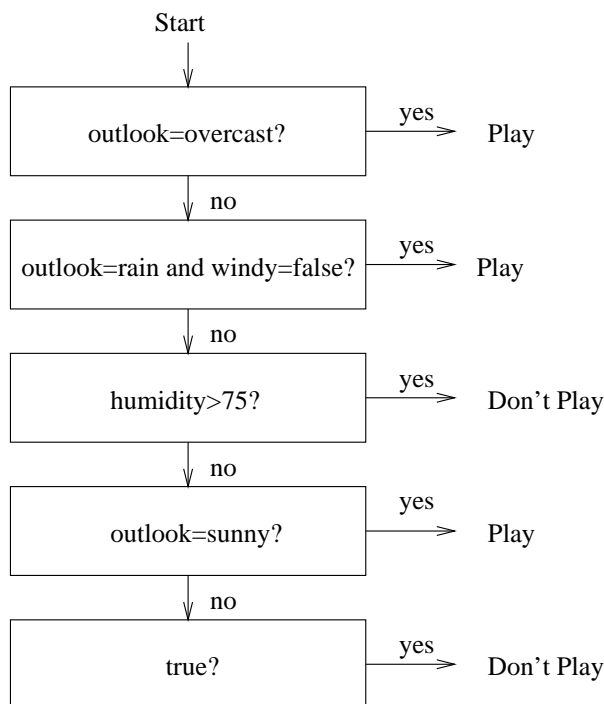 Start
outlook=overcast?
yes
Play
no
outlook=rain and windy=false?
yes
Play
no
humidity>75?
yes
Don't Play
no
outlook=sunny?
yes
Play
no
true?
yes
Don't Play